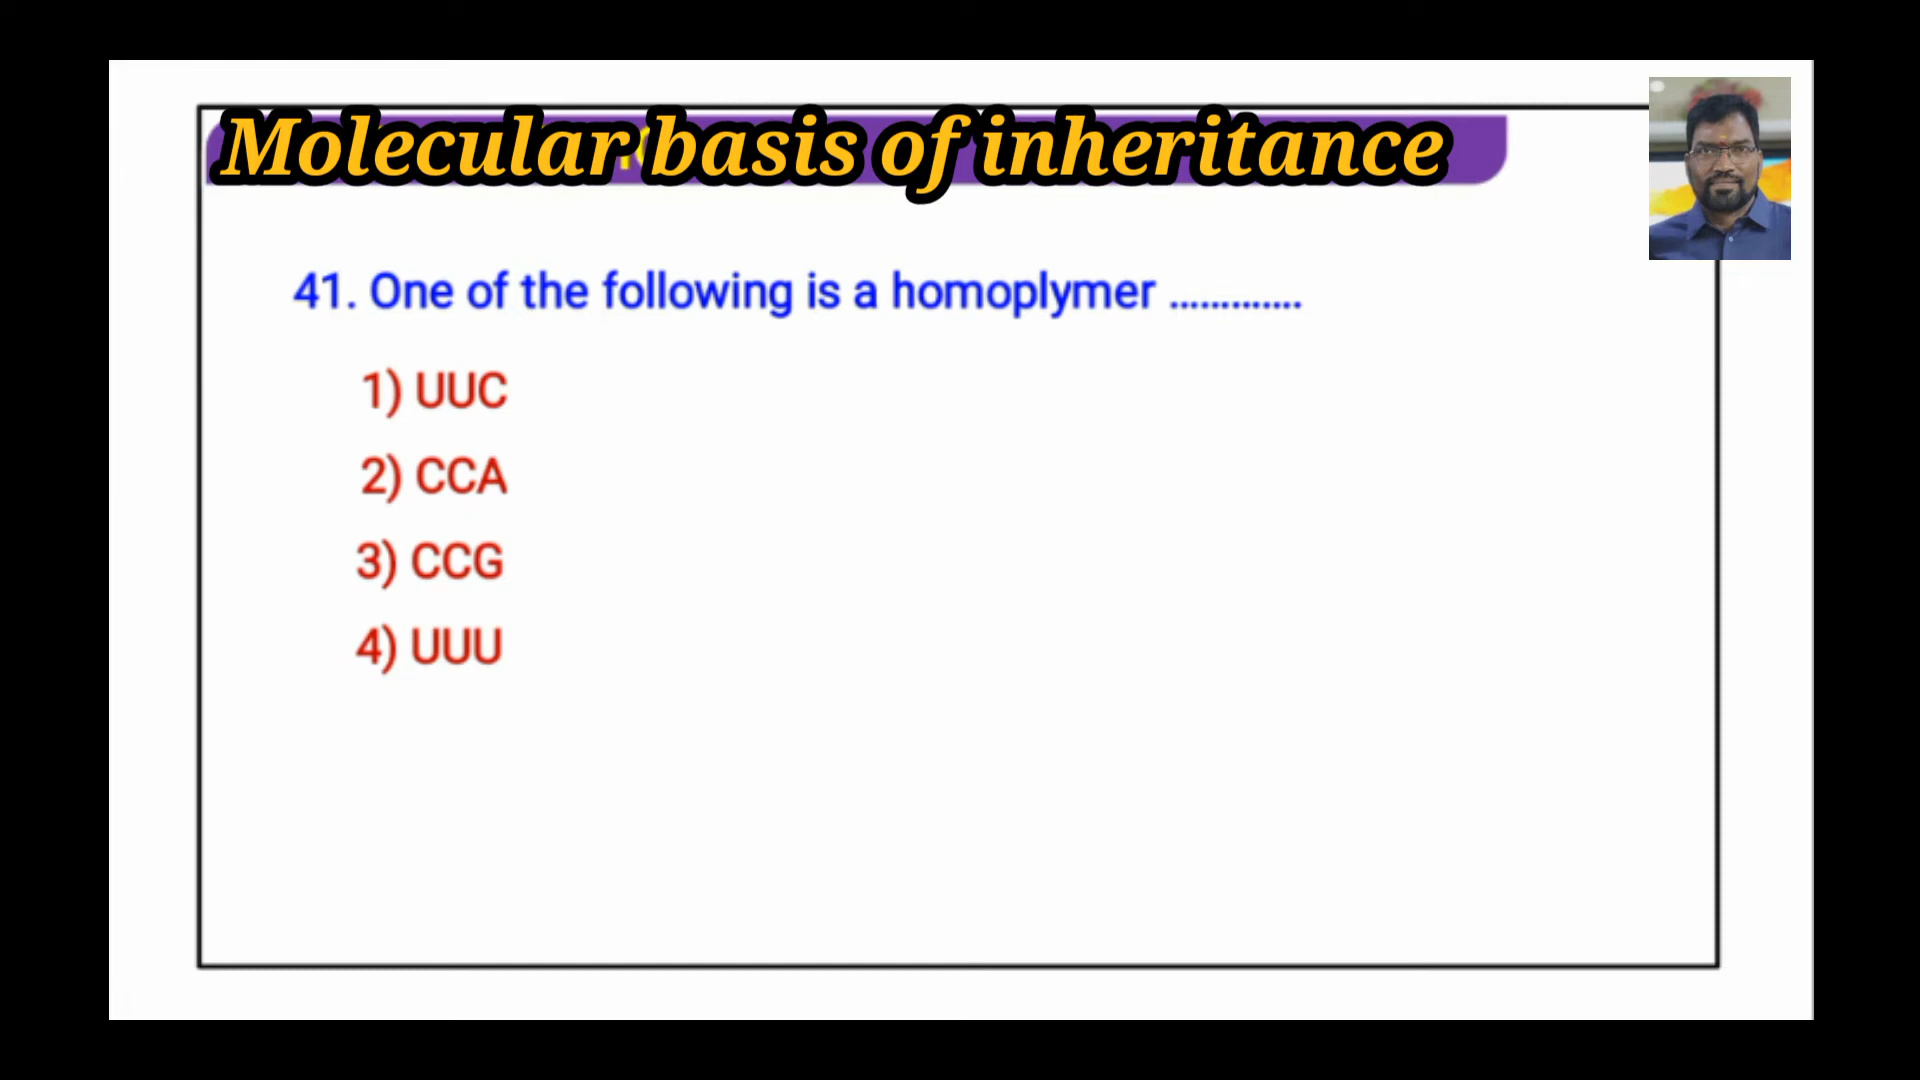 Molecular basis of inheritance
41. One of the following is a homoplymer .............
1) UUC
2) CCA
3) CCG
4) UUU